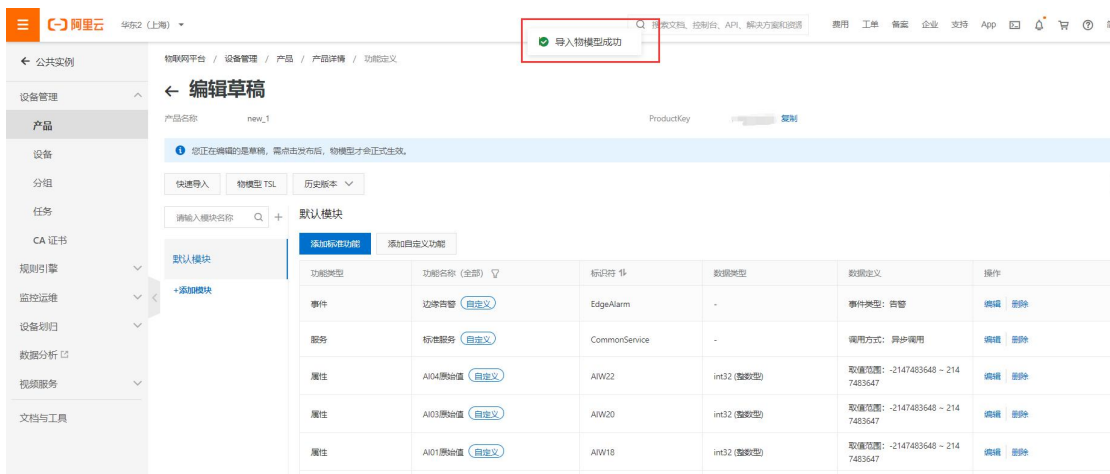 阿里云 华东2（上海） 搜索文档、控制台、API、解决方案和资源 费用 工单 备案 企业 支持 App
导入物模型成功
公共实例
物联网平台 / 设备管理 / 产品 / 产品详情 / 功能定义
编辑草稿
设备管理
产品
设备
分组
任务
CA 证书
规则引擎
监控运维
设备划归
数据分析
视频服务
文档与工具
产品名称 new_1 ProductKey 复制
您正在编辑的是草稿，需点击发布后，物模型才会正式生效。
快速导入 物模型 TSL 历史版本
请输入模块名称
默认模块
+添加模块
默认模块
添加标准功能 添加自定义功能
功能类型 功能名称（全部） 标识符 数据类型 数据定义 操作
事件 边缘告警 自定义 EdgeAlarm - 事件类型：告警 编辑 删除
服务 标准服务 自定义 CommonService - 调用方式：异步调用 编辑 删除
属性 AI04原始值 自定义 AIW22 int32 (整数型) 取值范围：-2147483648 ~ 214
7483647 编辑 删除
属性 AI03原始值 自定义 AIW20 int32 (整数型) 取值范围：-2147483648 ~ 214
7483647 编辑 删除
属性 AI01原始值 自定义 AIW18 int32 (整数型) 取值范围：-2147483648 ~ 214
7483647 编辑 删除